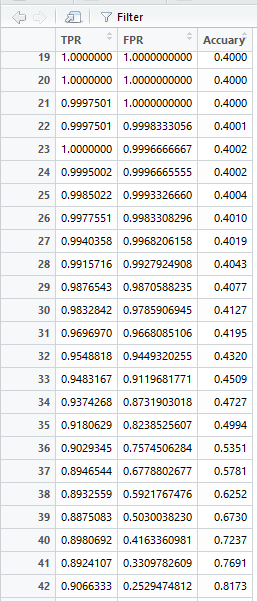 Filter
TPR FPR Accuary
19 1.0000000 1.0000000000 0.4000
20 1.0000000 1.0000000000 0.4000
21 0.9997501 1.0000000000 0.4000
22 0.9997501 0.9998333056 0.4001
23 1.0000000 0.9996666667 0.4002
24 0.9995002 0.9996665555 0.4002
25 0.9985022 0.9993326660 0.4004
26 0.9977551 0.9983308296 0.4010
27 0.9940358 0.9968206158 0.4019
28 0.9915716 0.9927924908 0.4043
29 0.9876543 0.9870588235 0.4077
30 0.9832842 0.9785906945 0.4127
31 0.9696970 0.9668085106 0.4195
32 0.9548818 0.9449320255 0.4320
33 0.9483167 0.9119681771 0.4509
34 0.9374268 0.8731903018 0.4727
35 0.9180629 0.8238525607 0.4994
36 0.9029345 0.7574506284 0.5351
37 0.8946544 0.6778802677 0.5781
38 0.8932559 0.5921767476 0.6252
39 0.8875083 0.5030038230 0.6730
40 0.8980692 0.4163360981 0.7237
41 0.8924107 0.3309782609 0.7691
42 0.9066333 0.2529474812 0.8173